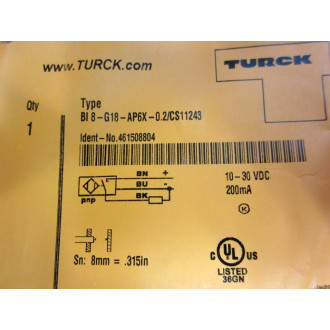 www.TURCK.com
TURCK
Qty
1
Type
BI 8-G18-AP6X-0.2/CS11243
Ident-No.461508804
BN +
BU -
BK
pnp
10-30 VDC
200mA
K
Sn: 8mm = .315in
C UL US
LISTED
36GN